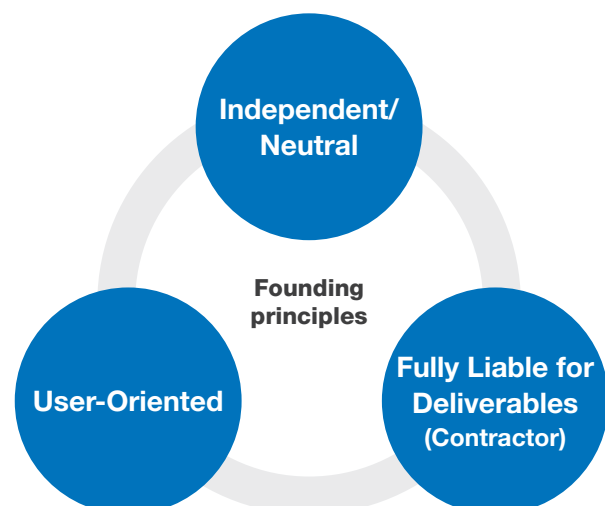 Independent/
Neutral
Founding
principles
User-Oriented
Fully Liable for
Deliverables
(Contractor)